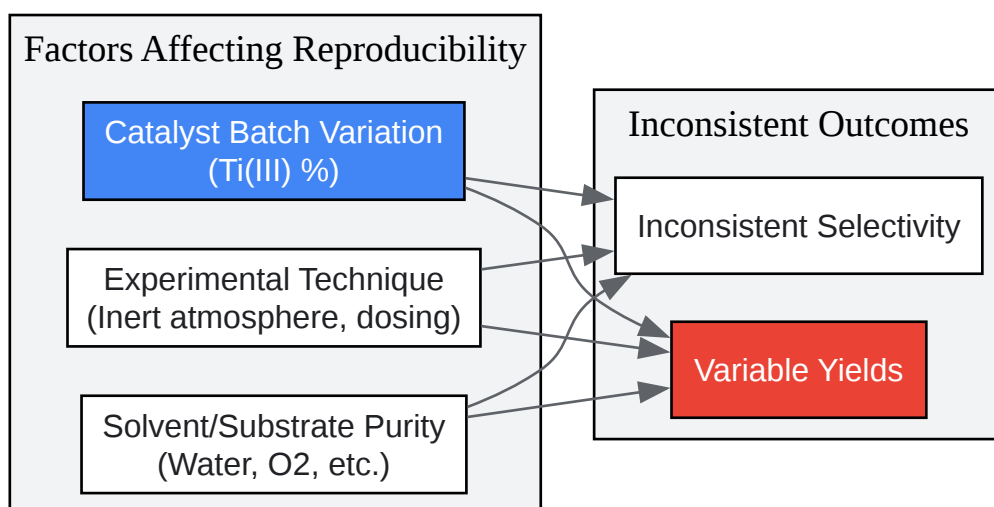 Factors Affecting Reproducibility
Catalyst Batch Variation
(Ti(III) %)
Experimental Technique
(Inert atmosphere, dosing)
Solvent/Substrate Purity
(Water, O2, etc.)
Inconsistent Outcomes
Inconsistent Selectivity
Variable Yields